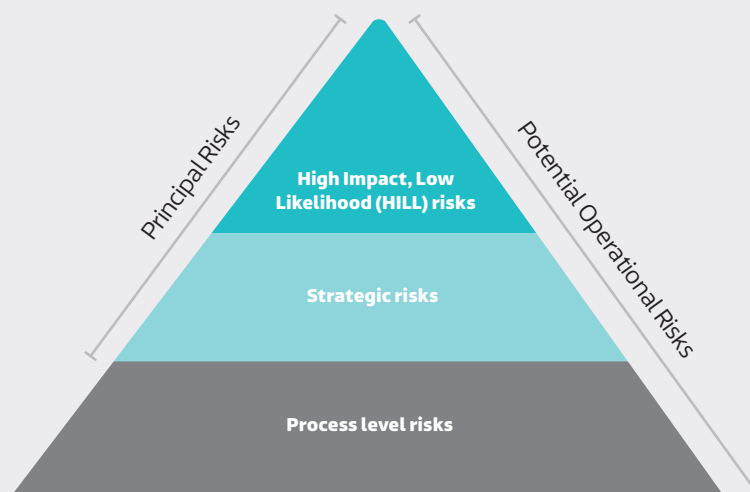 Principal Risks
Potential Operational Risks
High Impact, Low
Likelihood (HILL) risks
Strategic risks
Process level risks